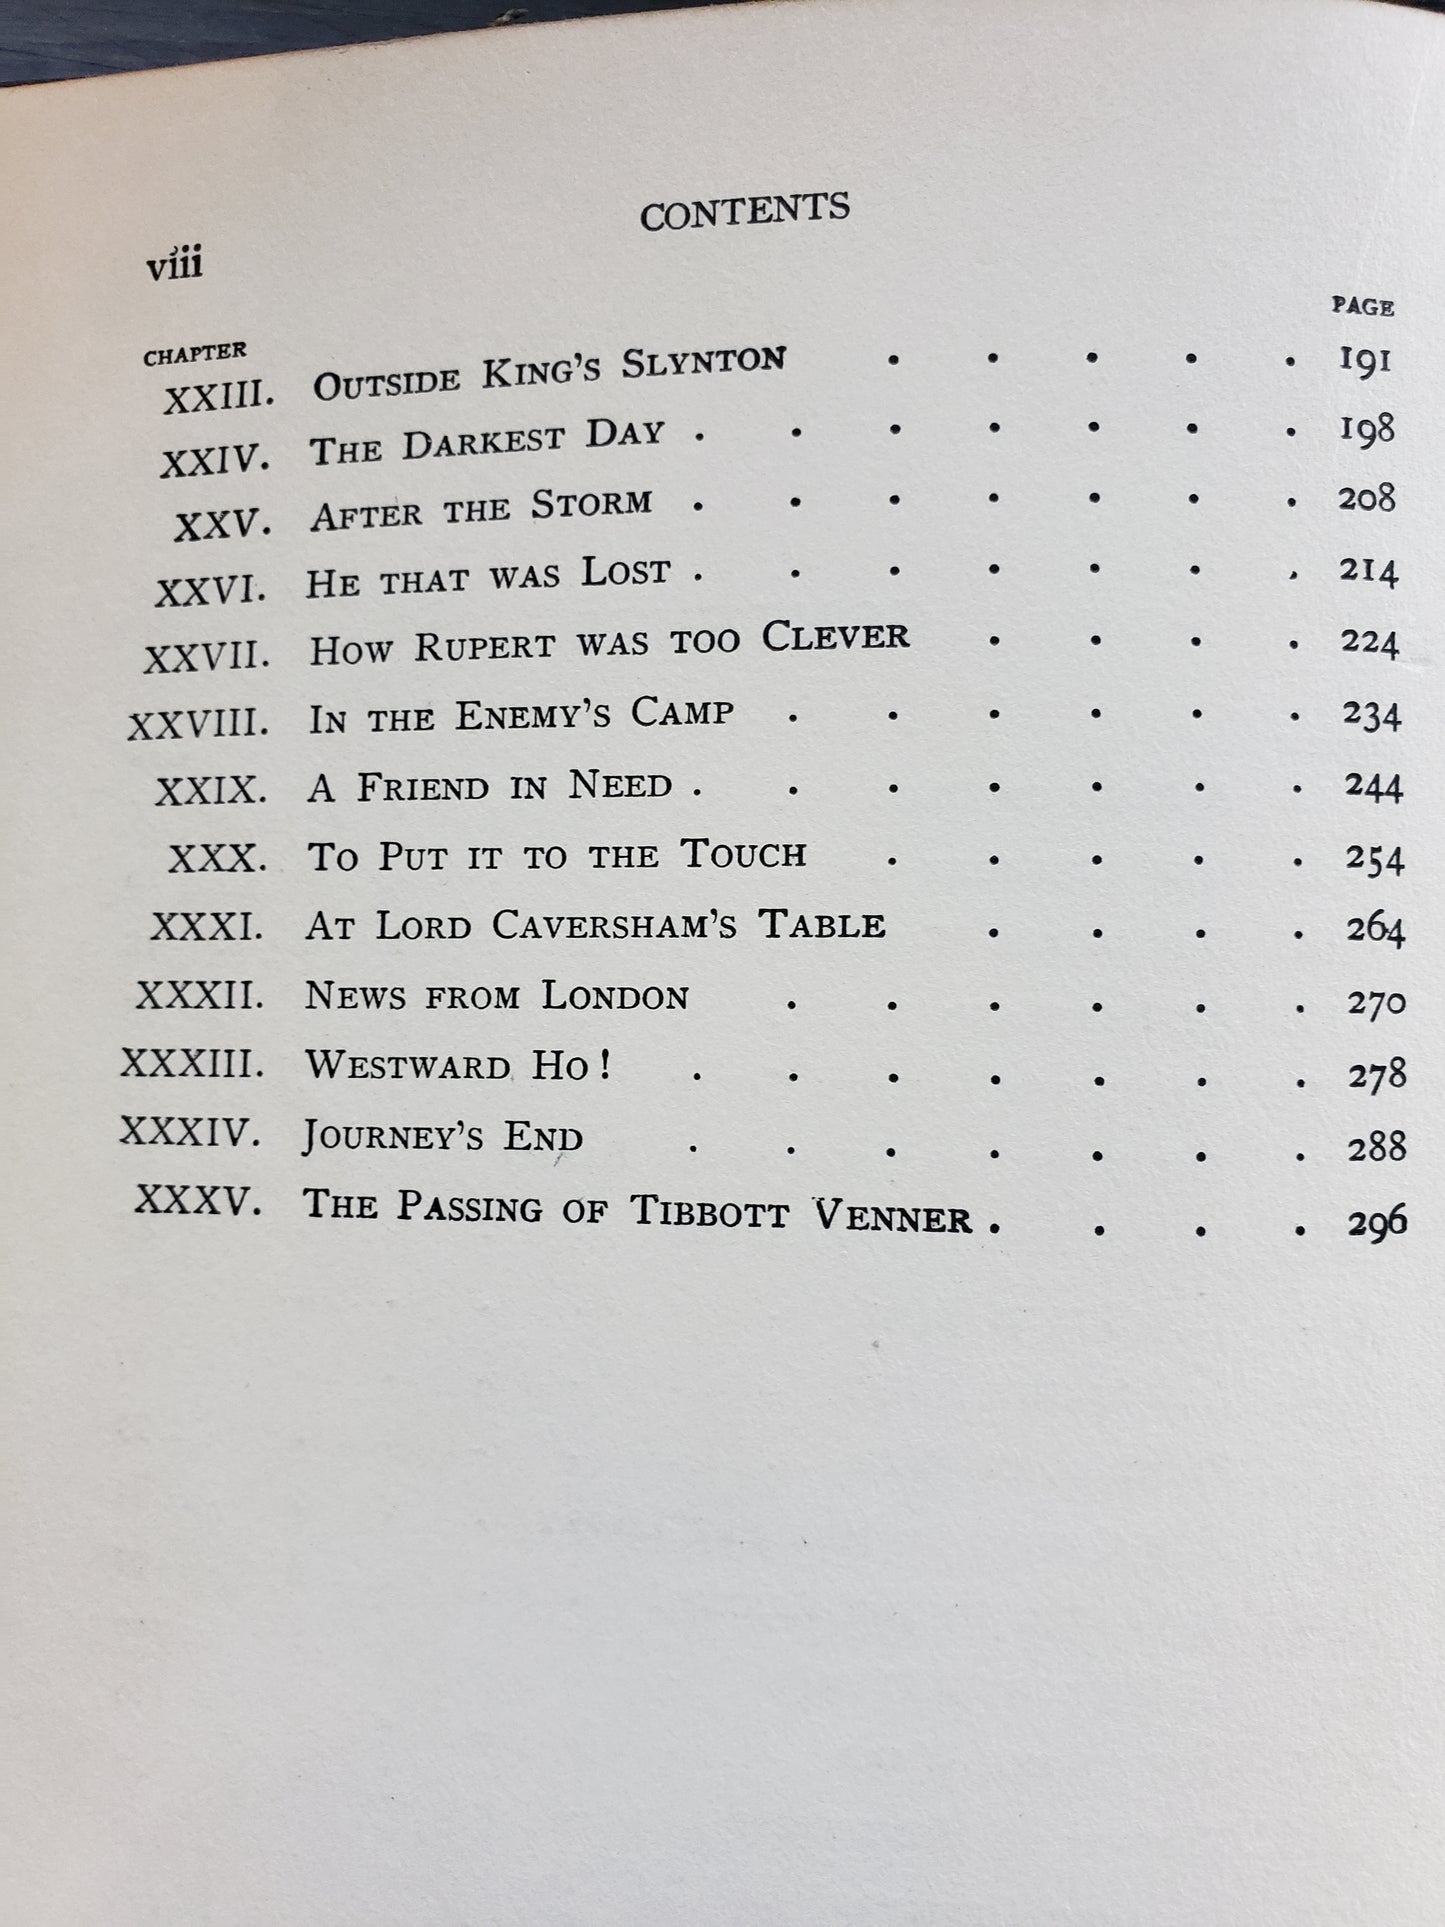 CONTENTS
viii
PAGE
CHAPTER
XXIII. OUTSIDE KING'S SLYNTON . . . . . 191
XXIV. THE DARKEST DAY . . . . . . . 198
XXV. AFTER THE STORM . . . . . . . 208
XXVI. HE THAT WAS LOST . . . . . . . 214
XXVII. HOW RUPERT WAS TOO CLEVER . . . . 224
XXVIII. IN THE ENEMY'S CAMP . . . . . . 234
XXIX. A FRIEND IN NEED . . . . . . . 244
XXX. TO PUT IT TO THE TOUCH . . . . . 254
XXXI. AT LORD CAVERSHAM'S TABLE . . . . 264
XXXII. NEWS FROM LONDON . . . . . . 270
XXXIII. WESTWARD HO! . . . . . . . 278
XXXIV. JOURNEY'S END . . . . . . . 288
XXXV. THE PASSING OF TIBBOTT VENNER . . . . 296